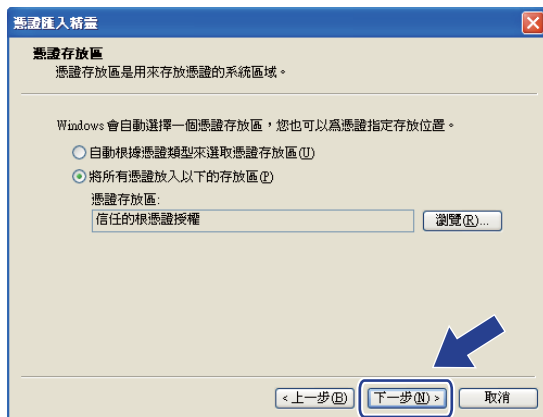 憑證匯入精靈
憑證存放區
憑證存放區是用來存放憑證的系統區域。
Windows 會自動選擇一個憑證存放區，您也可以為憑證指定存放位置。
自動根據憑證類型來選取憑證存放區(U)
將所有憑證放入以下的存放區(P)
憑證存放區:
信任的根憑證授權
瀏覽(R)...
< 上一步(B)
下一步(N) >
取消